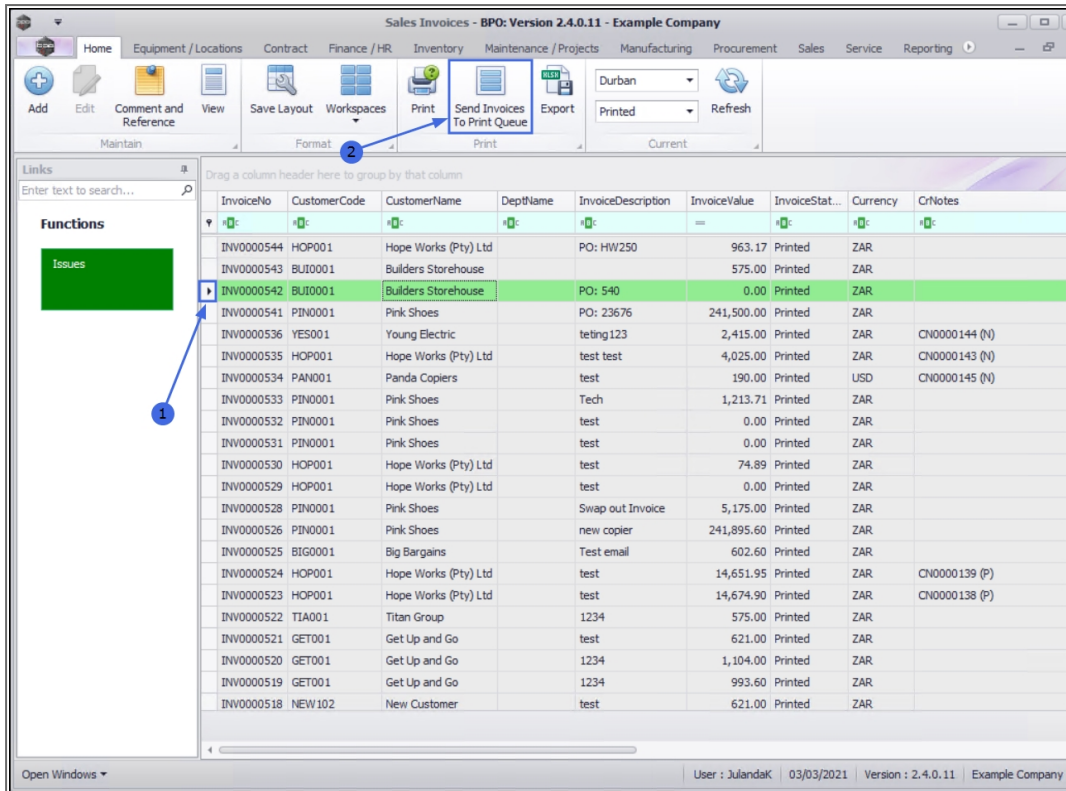 Sales Invoices - BPO: Version 2.4.0.11 - Example Company
Home Equipment / Locations Contract Finance / HR Inventory Maintenance / Projects Manufacturing Procurement Sales Service Reporting
Add Edit Comment and Reference View Save Layout Workspaces Print Send Invoices To Print Queue Export Durban Printed Refresh
Maintain Format Print Current
2
Links
Enter text to search...
Functions
Issues
1
Drag a column header here to group by that column
InvoiceNo CustomerCode CustomerName DeptName InvoiceDescription InvoiceValue InvoiceStat... Currency CrNotes
INV0000544 HOP001 Hope Works (Pty) Ltd PO: HW250 963.17 Printed ZAR
INV0000543 BUI0001 Builders Storehouse 575.00 Printed ZAR
INV0000542 BUI0001 Builders Storehouse PO: 540 0.00 Printed ZAR
INV0000541 PIN0001 Pink Shoes PO: 23676 241,500.00 Printed ZAR
INV0000536 YES001 Young Electric teting123 2,415.00 Printed ZAR CN0000144 (N)
INV0000535 HOP001 Hope Works (Pty) Ltd test test 4,025.00 Printed ZAR CN0000143 (N)
INV0000534 PAN001 Panda Copiers test 190.00 Printed USD CN0000145 (N)
INV0000533 PIN0001 Pink Shoes Tech 1,213.71 Printed ZAR
INV0000532 PIN0001 Pink Shoes test 0.00 Printed ZAR
INV0000531 PIN0001 Pink Shoes test 0.00 Printed ZAR
INV0000530 HOP001 Hope Works (Pty) Ltd test 74.89 Printed ZAR
INV0000529 HOP001 Hope Works (Pty) Ltd test 0.00 Printed ZAR
INV0000528 PIN0001 Pink Shoes Swap out Invoice 5,175.00 Printed ZAR
INV0000526 PIN0001 Pink Shoes new copier 241,895.60 Printed ZAR
INV0000525 BIG0001 Big Bargains Test email 602.60 Printed ZAR
INV0000524 HOP001 Hope Works (Pty) Ltd test 14,651.95 Printed ZAR CN0000139 (P)
INV0000523 HOP001 Hope Works (Pty) Ltd test 14,674.90 Printed ZAR CN0000138 (P)
INV0000522 TIA001 Titan Group 1234 575.00 Printed ZAR
INV0000521 GET001 Get Up and Go test 621.00 Printed ZAR
INV0000520 GET001 Get Up and Go 1234 1,104.00 Printed ZAR
INV0000519 GET001 Get Up and Go 1234 993.60 Printed ZAR
INV0000518 NEW102 New Customer test 621.00 Printed ZAR
Open Windows User : JulandaK 03/03/2021 Version : 2.4.0.11 Example Company